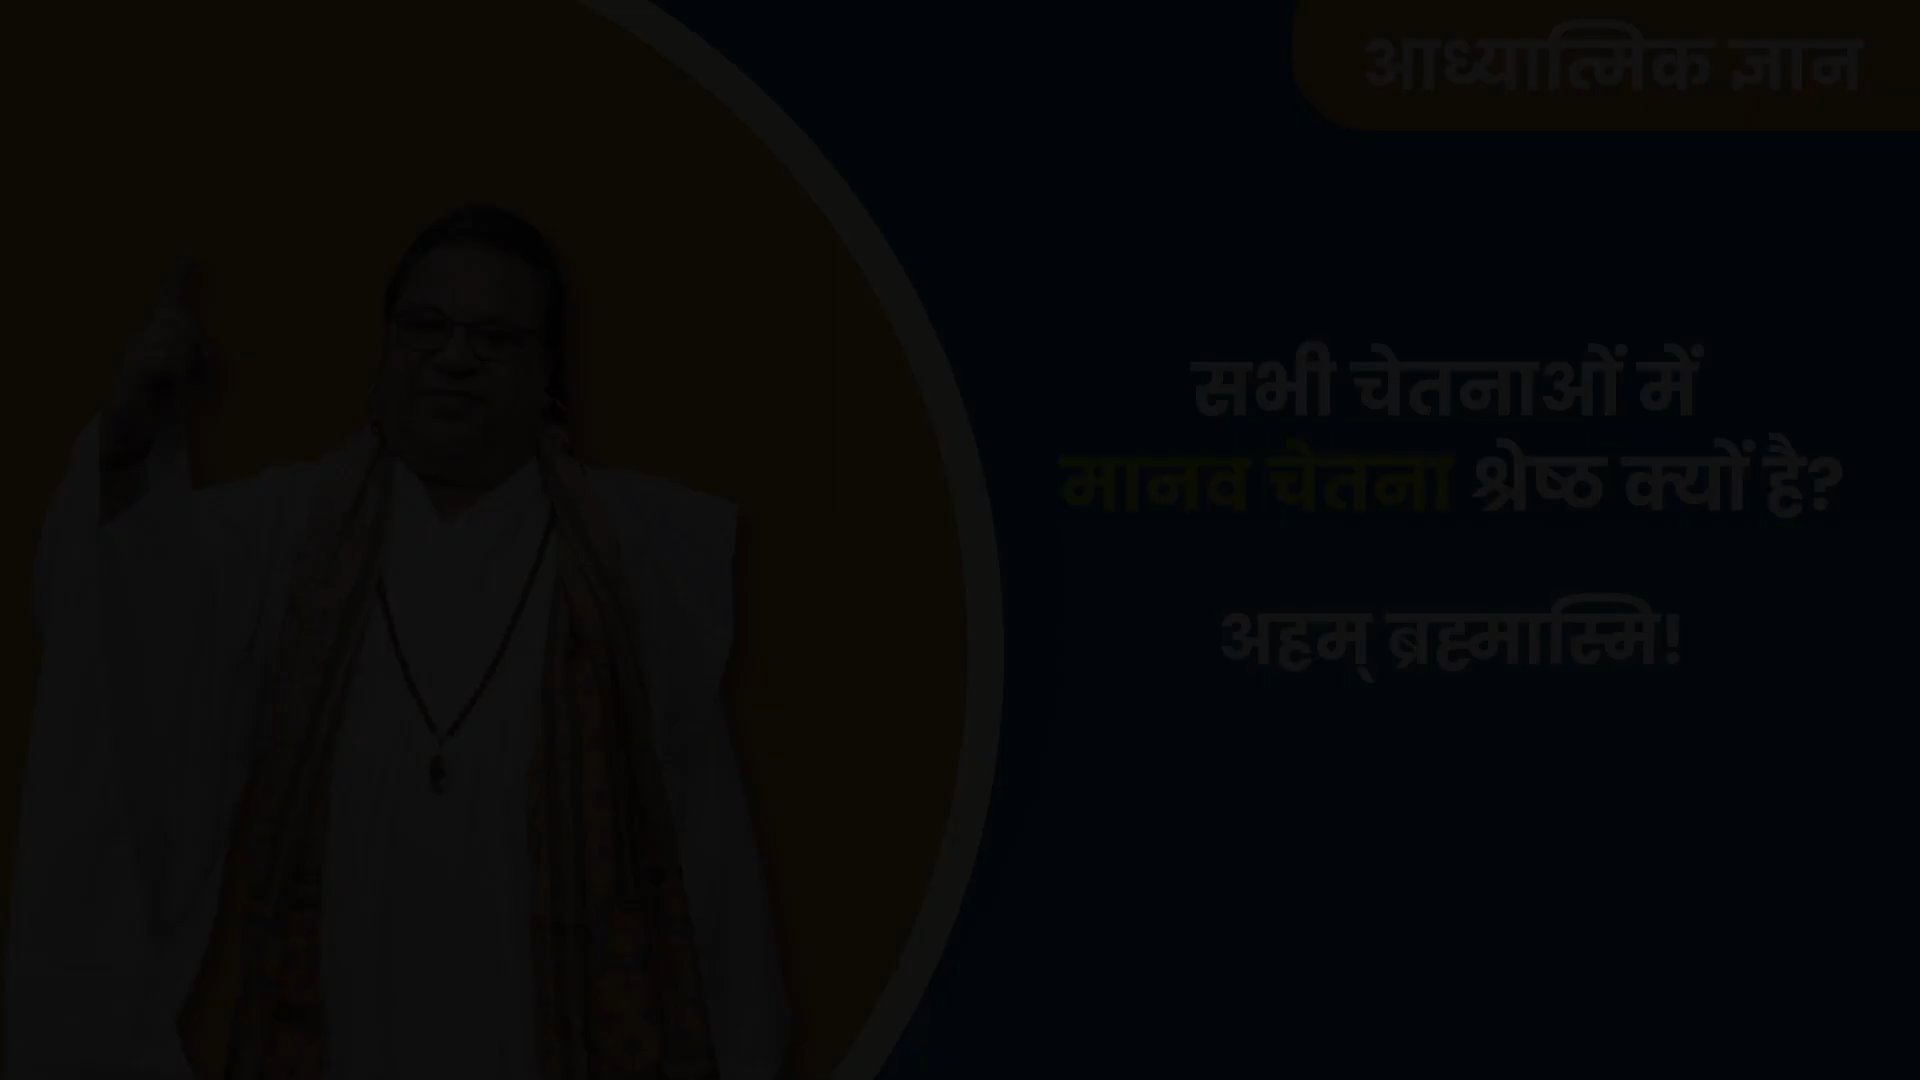 आध्यात्मिक ज्ञान
सभी चेतनाओं में
मानव चेतना श्रेष्ठ क्यों है?
अहम् ब्रह्मास्मि!